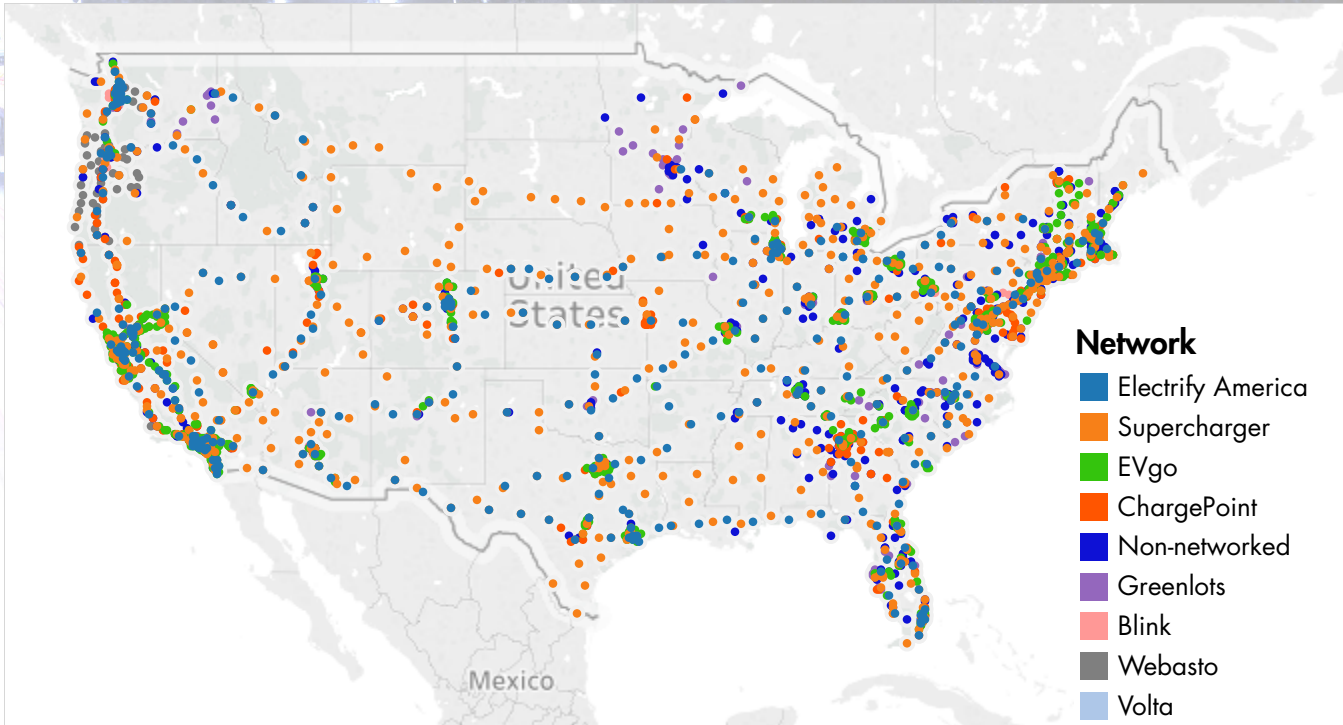 United
States
Mexico
Network
Electrify America
Supercharger
EVgo
ChargePoint
Non-networked
Greenlots
Blink
Webasto
Volta